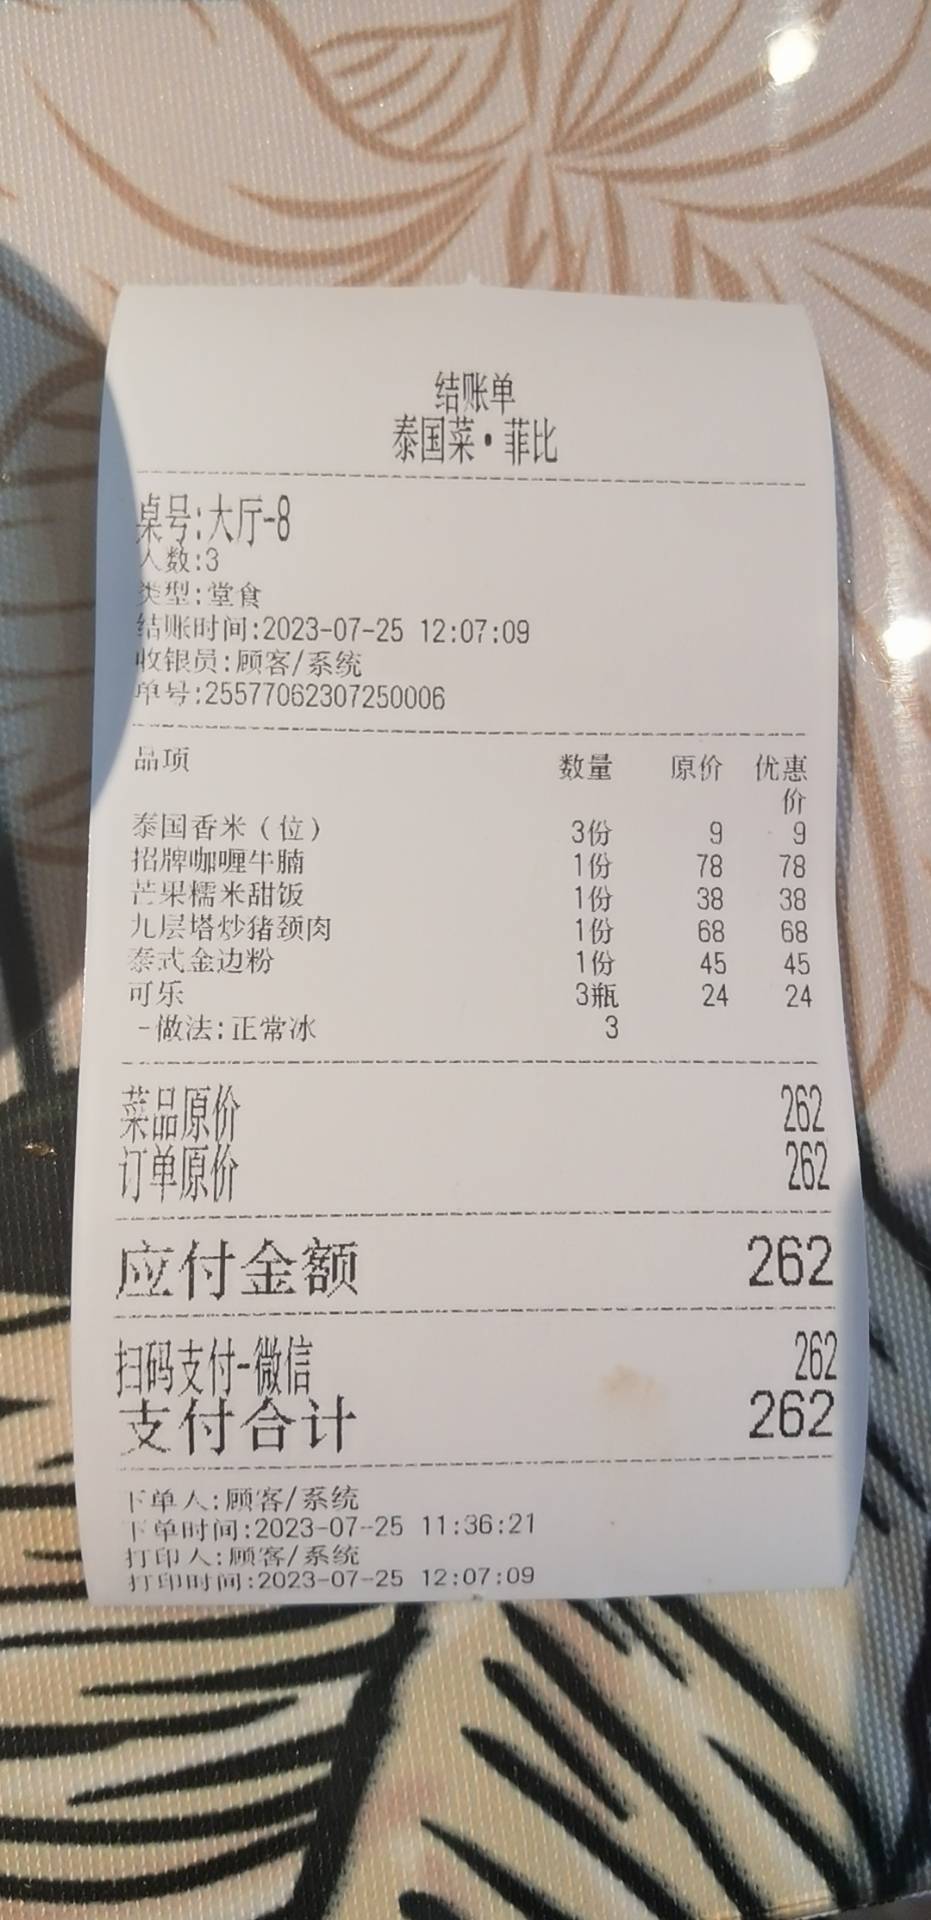 结账单
泰国菜·菲比
桌号:大厅-8
人数:3
类型:堂食
结账时间:2023-07-25 12:07:09
收银员:顾客/系统
单号:25577062307250006
品项 数量 原价 优惠价
泰国香米(位) 3份 9 9
招牌咖喱牛腩 1份 78 78
芒果糯米甜饭 1份 38 38
九层塔炒猪颈肉 1份 68 68
泰式金边粉 1份 45 45
可乐 3瓶 24 24
-做法:正常冰 3
菜品原价 262
订单原价 262
应付金额 262
扫码支付-微信 262
支付合计 262
下单人:顾客/系统
下单时间:2023-07-25 11:36:21
打印人:顾客/系统
打印时间:2023-07-25 12:07:09